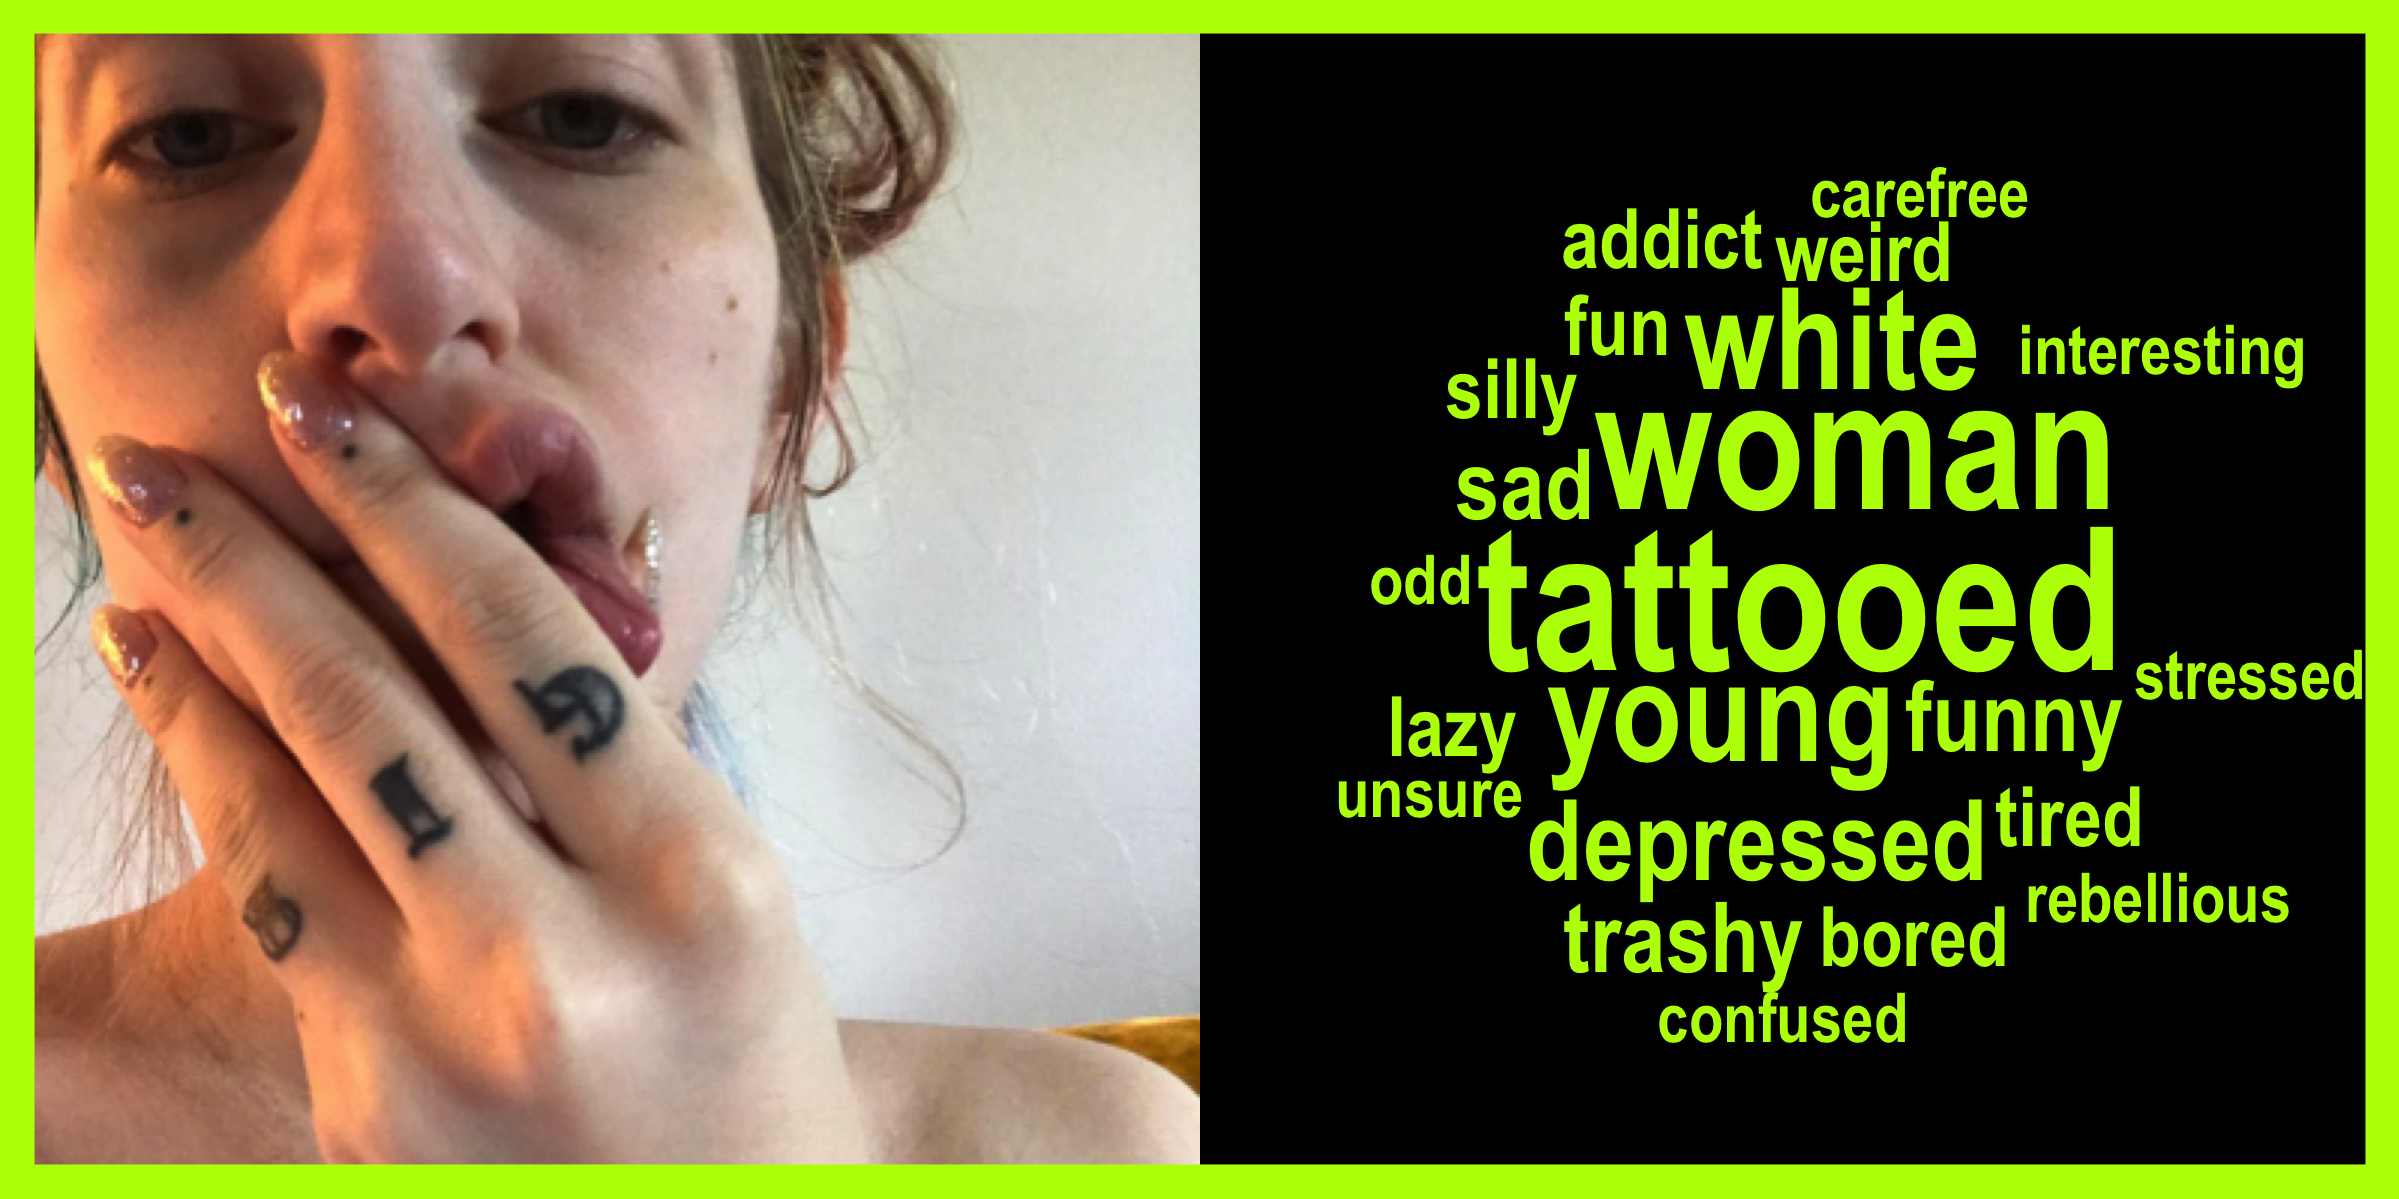 carefree
addict weird
fun white interesting
silly
woman
sad
odd tattooed
stressed
lazy young funny
unsure
depressed tired
rebellious
trashy bored
confused